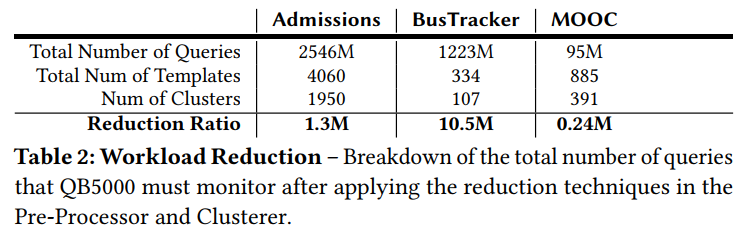 Admissions BusTracker MOOC
Total Number of Queries 2546M 1223M 95M
Total Num of Templates 4060 334 885
Num of Clusters 1950 107 391
Reduction Ratio 1.3M 10.5M 0.24M
Table 2: Workload Reduction – Breakdown of the total number of queries
that QB5000 must monitor after applying the reduction techniques in the
Pre-Processor and Clusterer.